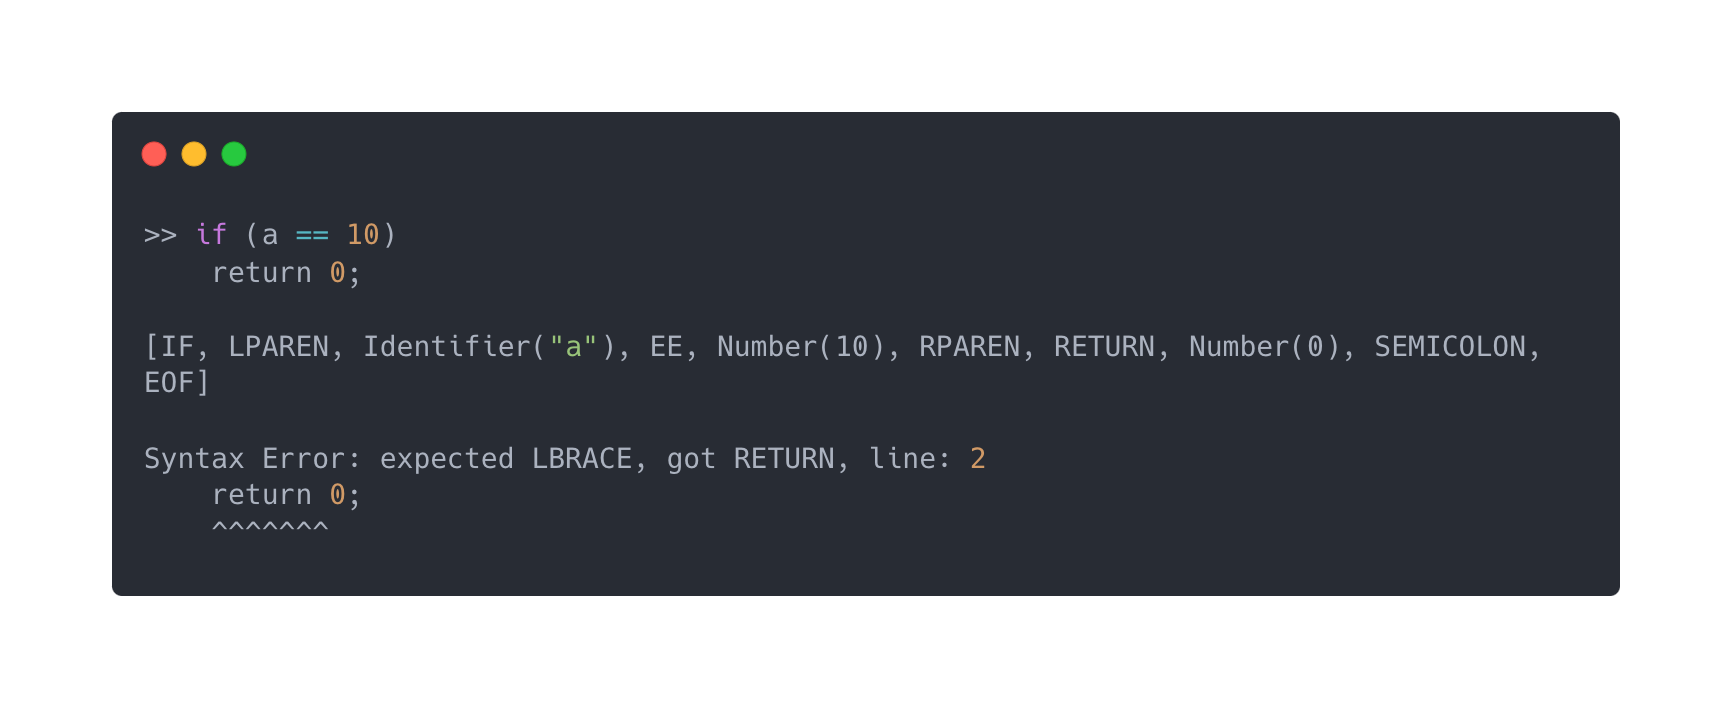 >> if (a == 10)
    return 0;
[IF, LPAREN, Identifier("a"), EE, Number(10), RPAREN, RETURN, Number(0), SEMICOLON,
EOF]
Syntax Error: expected LBRACE, got RETURN, line: 2
    return 0;
    ^^^^^^^